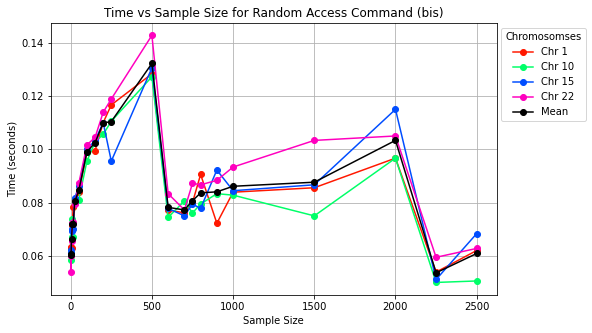 Time vs Sample Size for Random Access Command (bis)
Time (seconds)
0.14
0.12
0.10
0.08
0.06
0
500
1000
1500
2000
2500
Sample Size
Chromosomses
Chr 1
Chr 10
Chr 15
Chr 22
Mean